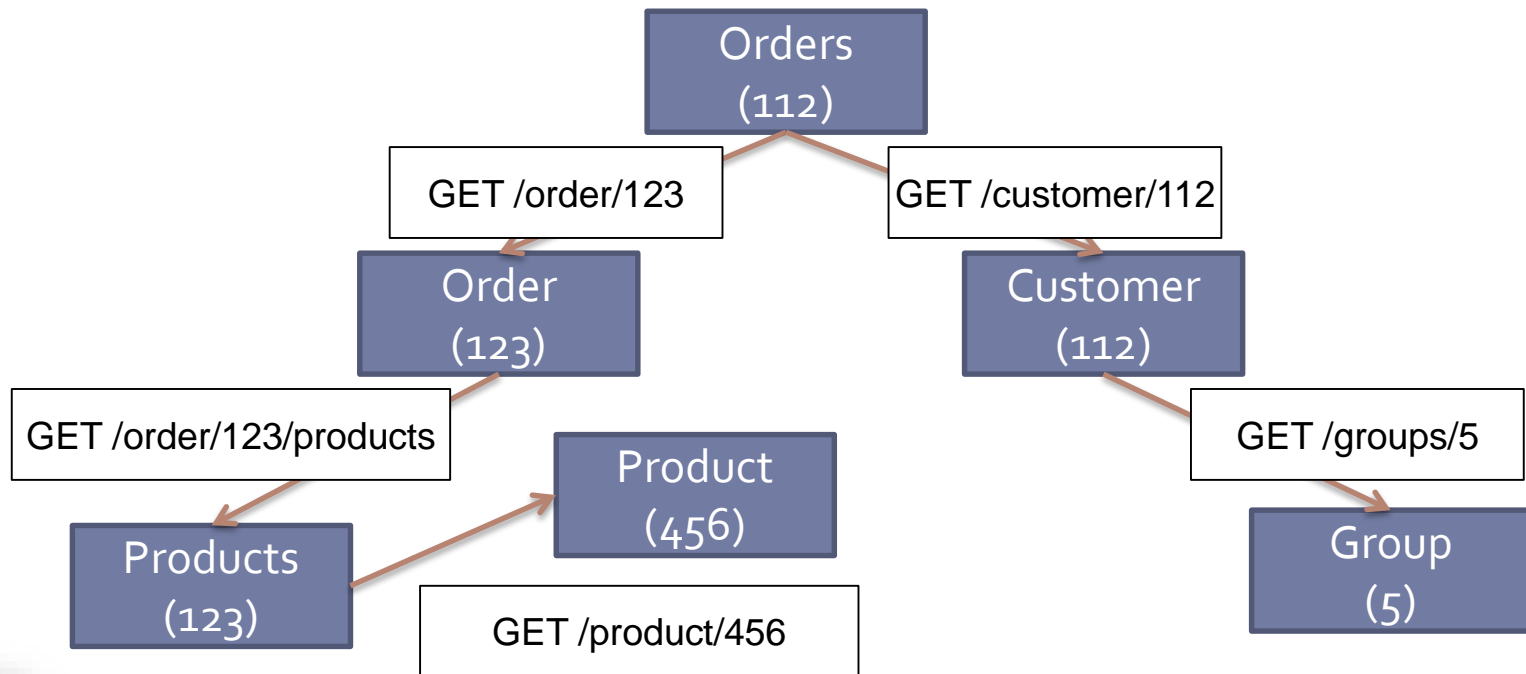 Orders
(112)
GET /order/123
GET /customer/112
Order
(123)
Customer
(112)
GET /order/123/products
Product
(456)
GET /groups/5
Products
(123)
Group
(5)
GET /product/456